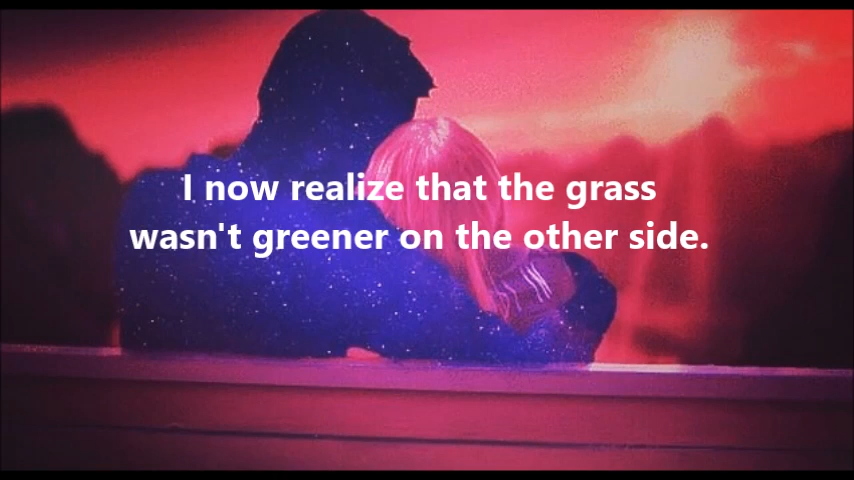 I now realize that the grass
wasn't greener on the other side.